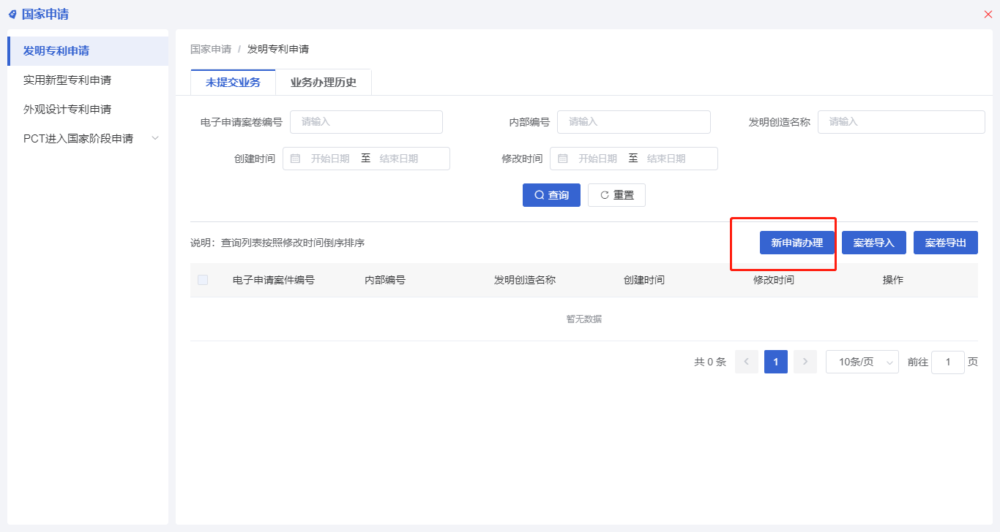 国家申请
发明专利申请
实用新型专利申请
外观设计专利申请
PCT进入国家阶段申请
国家申请 / 发明专利申请
未提交业务 业务办理历史
电子申请案卷编号 请输入 内部编号 请输入 发明创造名称 请输入
创建时间 开始日期 至 结束日期 修改时间 开始日期 至 结束日期
查询 重置
说明：查询列表按照修改时间倒序排序 新申请办理 案卷导入 案卷导出
电子申请案件编号 内部编号 发明创造名称 创建时间 修改时间 操作
暂无数据
共 0 条 1 10条/页 前往 1 页